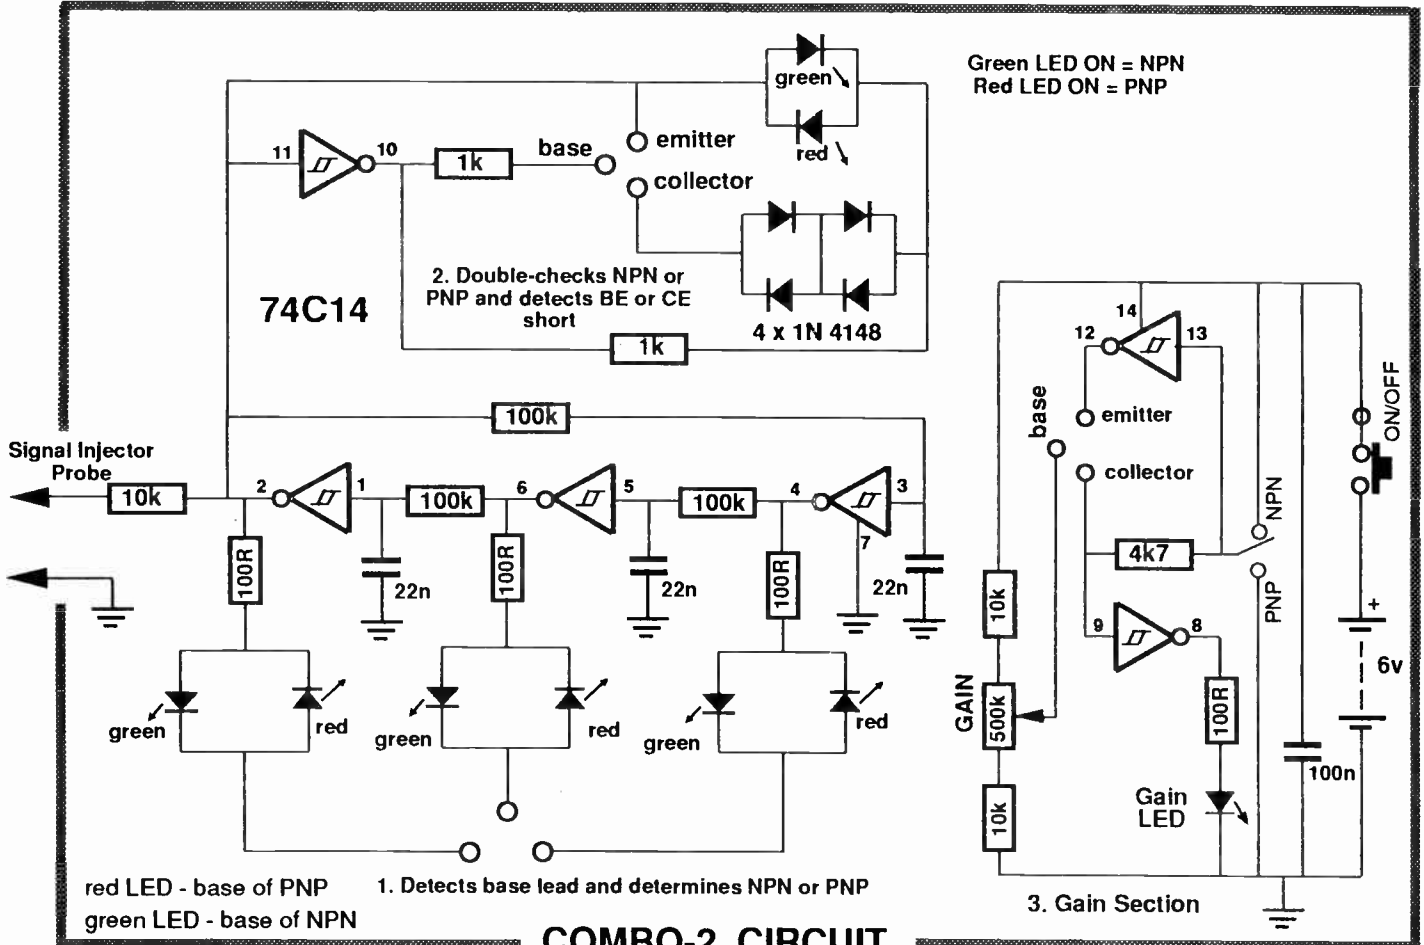 Green LED ON = NPN
Red LED ON = PNP
green
red
11
10
1k
base
emitter
collector
2. Double-checks NPN or
PNP and detects BE or CE
short
74C14
4 x 1N 4148
1k
100k
Signal Injector
Probe
10k
2
1
100k
6
5
100k
4
3
7
100R
22n
100R
22n
100R
22n
green
red
green
red
green
red
red LED - base of PNP
green LED - base of NPN
1. Detects base lead and determines NPN or PNP
14
12
13
base
emitter
collector
4k7
NPN
PNP
ON/OFF
+
6v
10k
GAIN
500k
10k
9
8
100R
Gain
LED
100n
3. Gain Section
COMBO-2 CIRCUIT